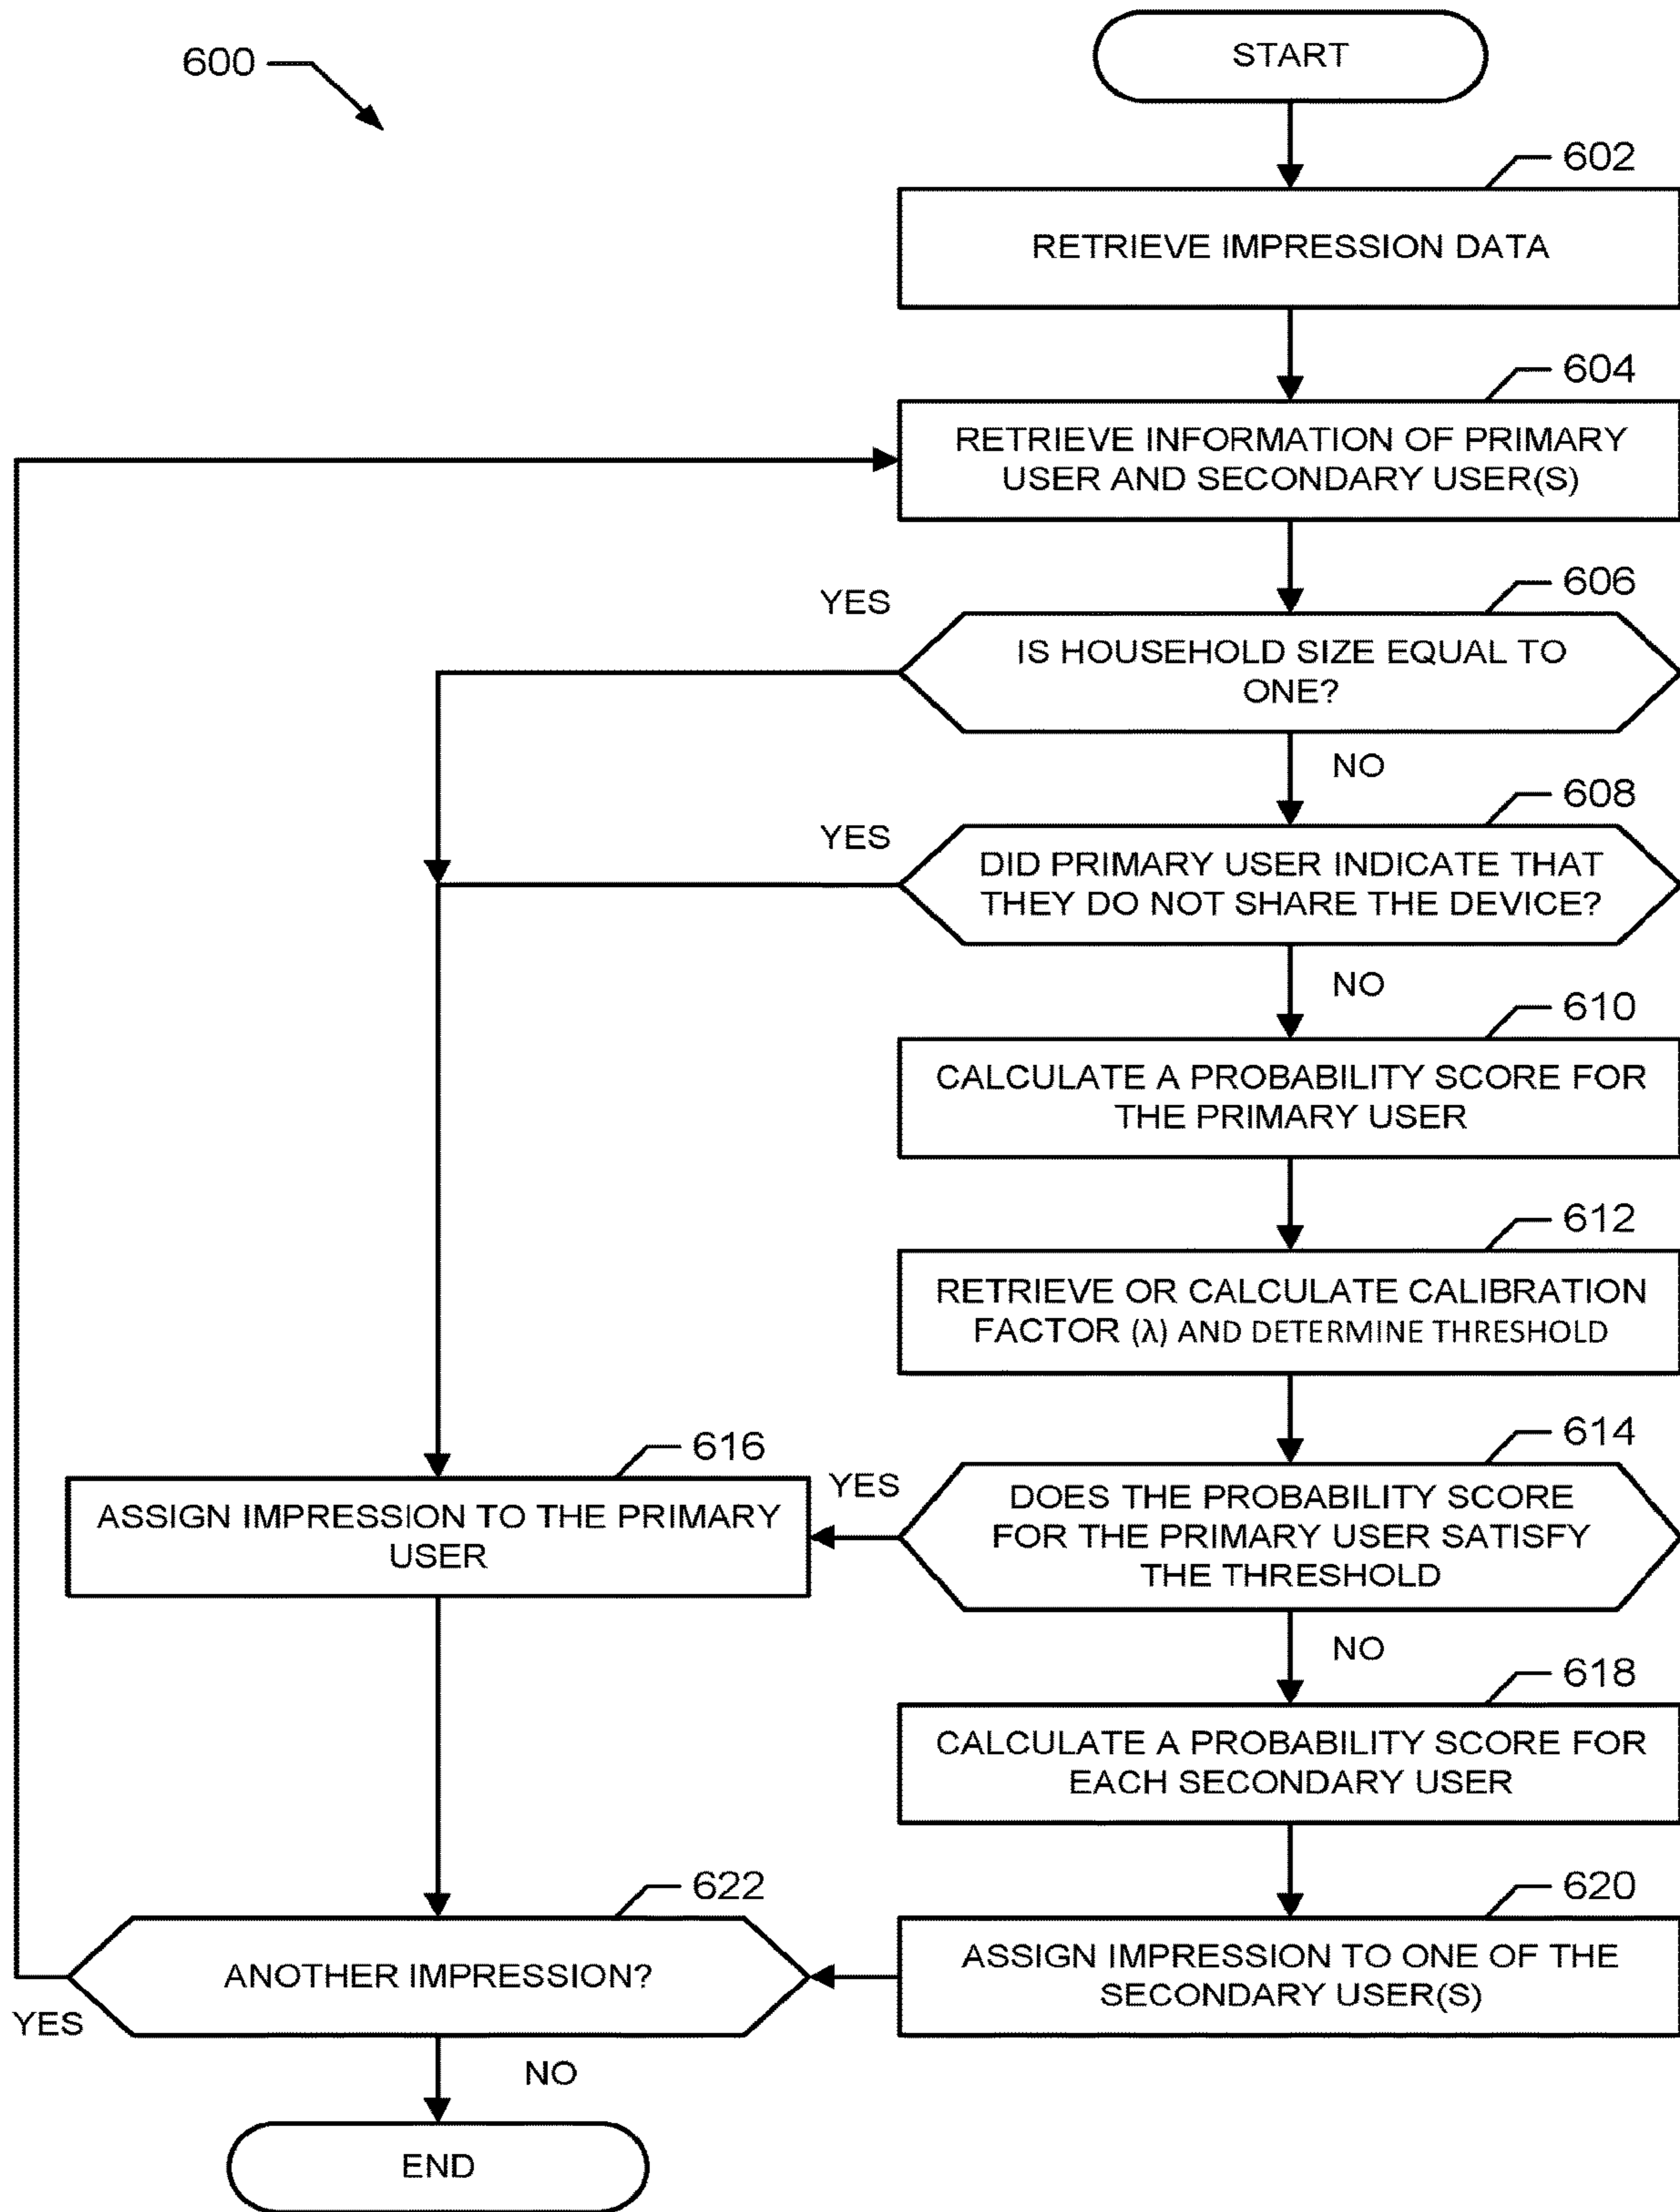 600
START
602
RETRIEVE IMPRESSION DATA
604
RETRIEVE INFORMATION OF PRIMARY
USER AND SECONDARY USER(S)
606
YES
IS HOUSEHOLD SIZE EQUAL TO
ONE?
NO
608
YES
DID PRIMARY USER INDICATE THAT
THEY DO NOT SHARE THE DEVICE?
NO
610
CALCULATE A PROBABILITY SCORE FOR
THE PRIMARY USER
612
RETRIEVE OR CALCULATE CALIBRATION
FACTOR (λ) AND DETERMINE THRESHOLD
614
YES
DOES THE PROBABILITY SCORE
FOR THE PRIMARY USER SATISFY
THE THRESHOLD
616
ASSIGN IMPRESSION TO THE PRIMARY
USER
NO
618
CALCULATE A PROBABILITY SCORE FOR
EACH SECONDARY USER
620
ASSIGN IMPRESSION TO ONE OF THE
SECONDARY USER(S)
622
ANOTHER IMPRESSION?
YES
NO
END